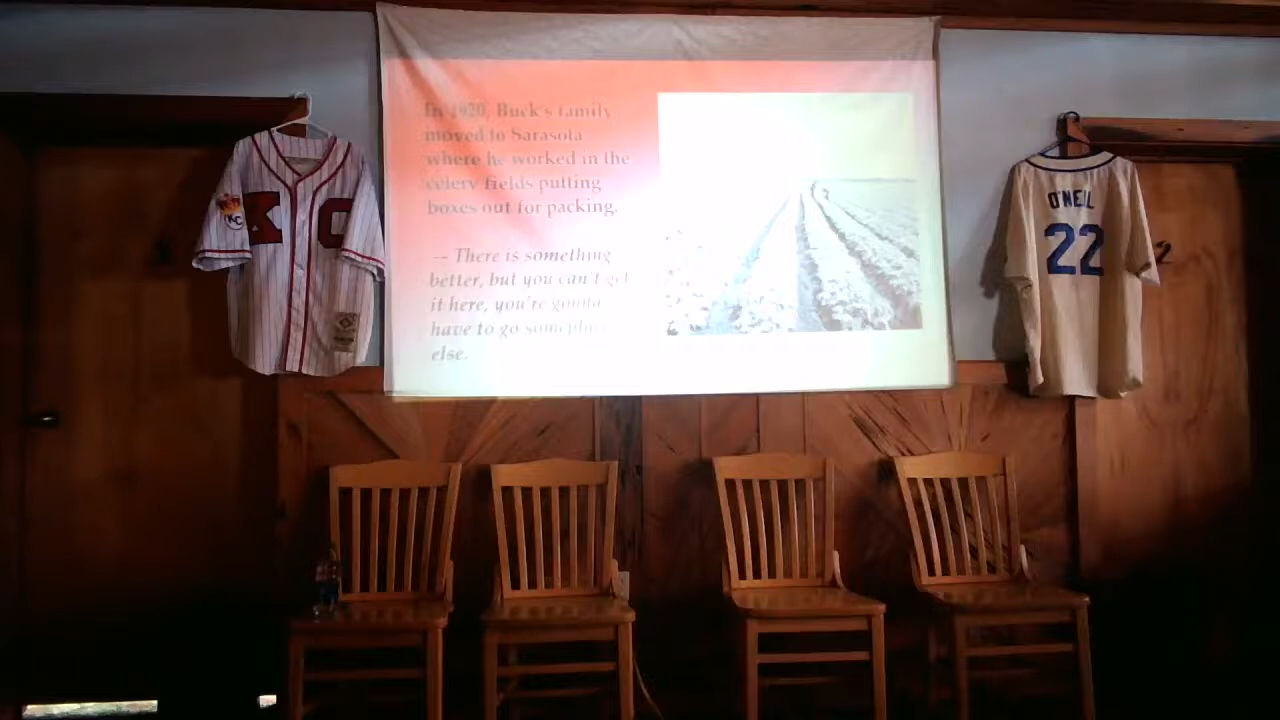 In 1920, Buck's family
moved to Sarasota
where he worked in the
celery fields putting
boxes out for packing.
-- There is something
better, but you can't get
it here, you're gonna
have to go someplace
else.
KC
KC
O'NEIL
22